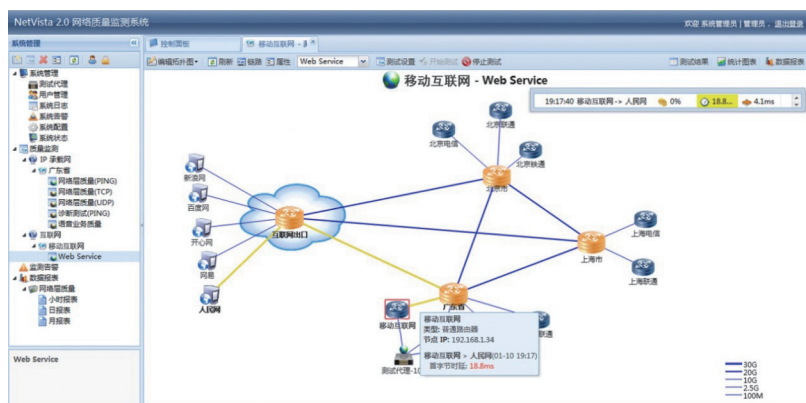 NetVista 2.0 网络质量监测系统
欢迎 系统管理员 | 管理员， 退出登录
系统管理
控制面板
移动互联网 -
编辑拓扑图
刷新
链路
属性
Web Service
测试设置
开始测试
停止测试
测试结果
统计图表
数据报表
系统管理
测试代理
用户管理
系统日志
系统告警
系统配置
系统状态
质量监测
IP 承载网
广东省
网络层质量(PING)
网络层质量(TCP)
网络层质量(UDP)
诊断测试(PING)
语音业务质量
互联网
移动互联网
Web Service
监测告警
数据报表
网络层质量
小时报表
日报表
月报表
Web Service
移动互联网 - Web Service
19:17:40 移动互联网 -> 人民网 0% 18.8... 4.1ms
北京联通
北京电信
北京铁通
北京市
新浪网
百度网
开心网
网易
人民网
互联网出口
上海电信
上海市
上海铁通
广东省
移动互联网
测试代理-10
移动互联网
类型: 普通路由器
节点 IP: 192.168.1.34
移动互联网 > 人民网(01-10 19:17)
首字节时延: 18.8ms
30G
20G
10G
2.5G
100M